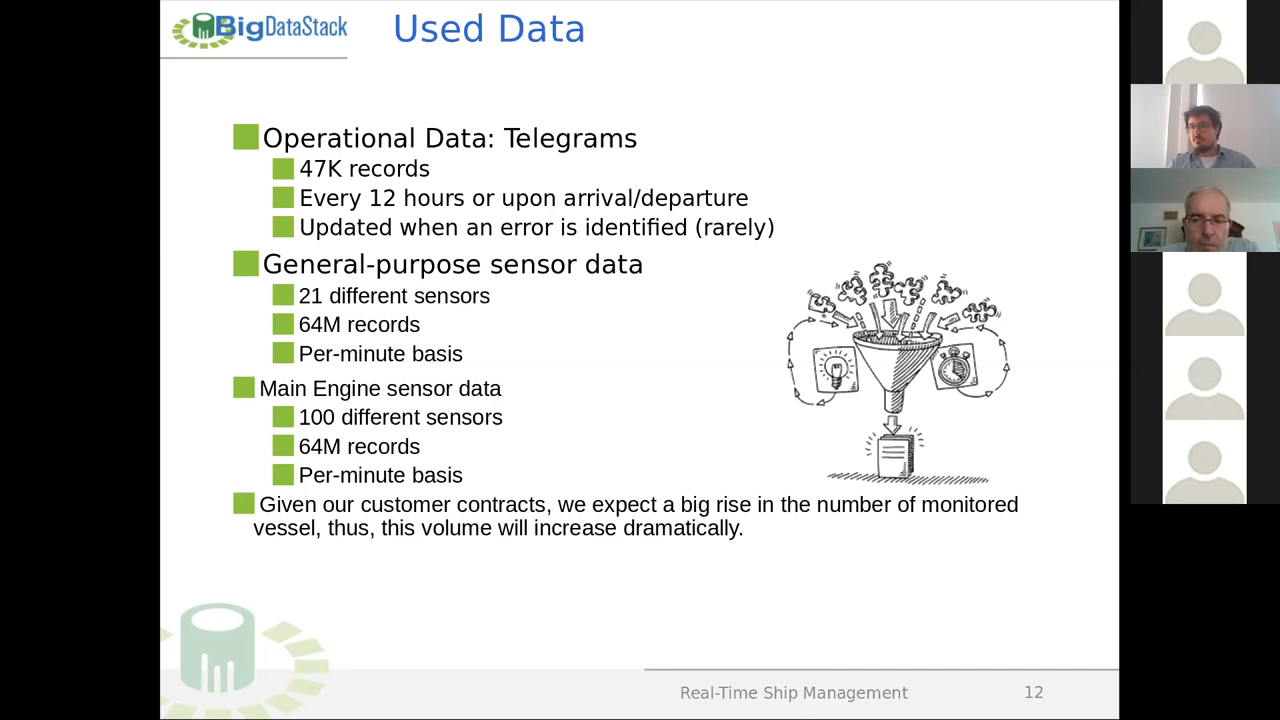 BigDataStack
Used Data
Operational Data: Telegrams
47K records
Every 12 hours or upon arrival/departure
Updated when an error is identified (rarely)
General-purpose sensor data
21 different sensors
64M records
Per-minute basis
Main Engine sensor data
100 different sensors
64M records
Per-minute basis
Given our customer contracts, we expect a big rise in the number of monitored
vessel, thus, this volume will increase dramatically.
Real-Time Ship Management
12